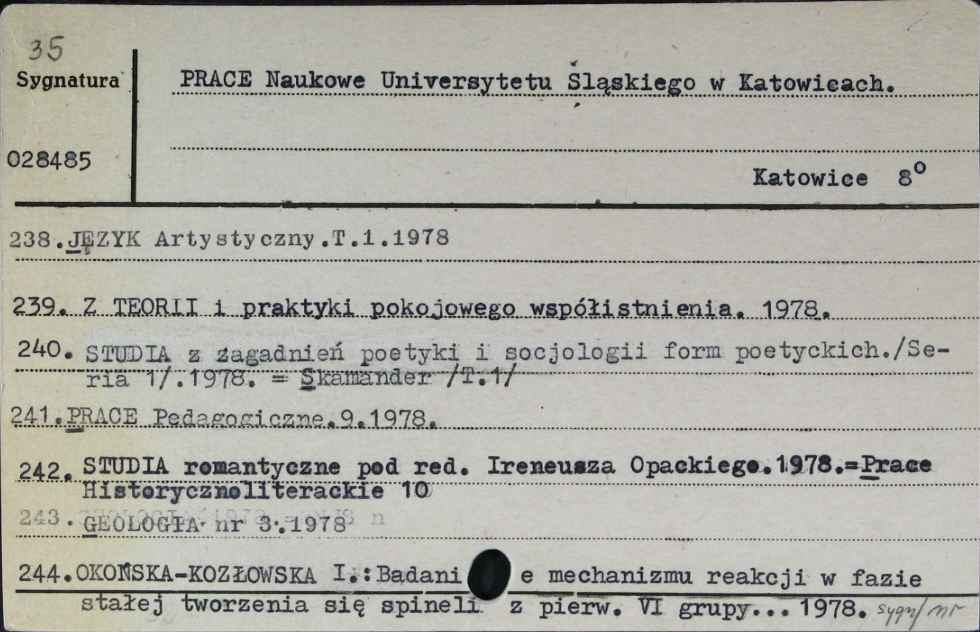 35
Sygnatura
PRACE Naukowe Uniwersytetu Śląskiego w Katowicach.
028485
Katowice 8°
238.JĘZYK Artystyczny.T.1.1978
239. Z TEORII i praktyki pokojowego współistnienia. 1978.
240. STUDIA z zagadnień poetyki i socjologii form poetyckich./Se-
ria 1/.1978. = Skamander /T.1/
241.PRACE Pedagogiczne.9.1978.
242. STUDIA romantyczne pod red. Ireneusza Opackiego.1978.=Prace
Historycznoliterackie 10
243. GEOLOGIA nr 3.1978
244.OKOŃSKA-KOZŁOWSKA I.:Badani e mechanizmu reakcji w fazie
stałej tworzenia się spineli z pierw. VI grupy... 1978. sygn/nr